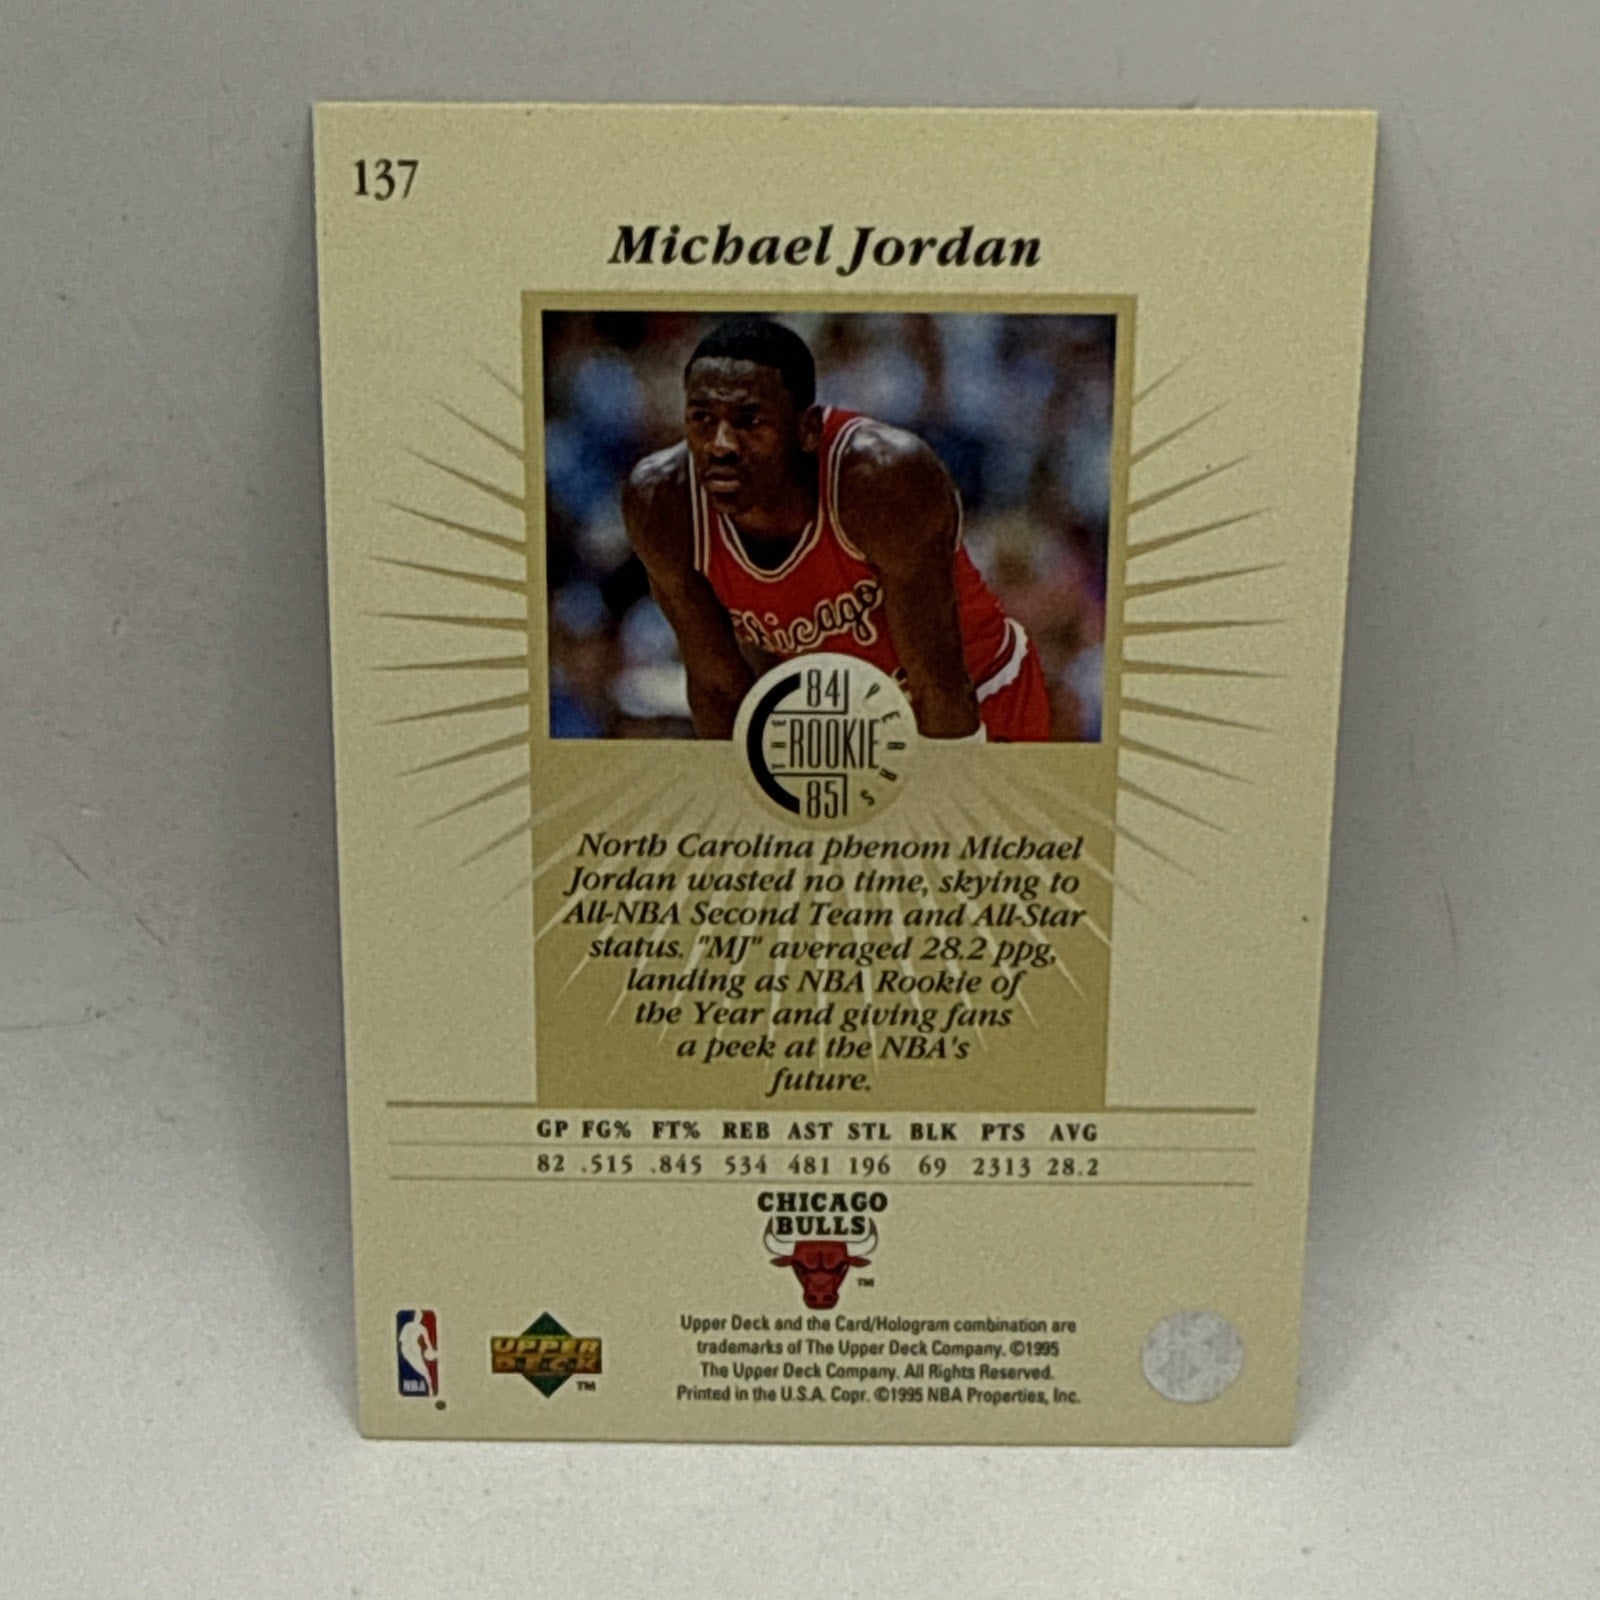 137
Michael Jordan
Chicago
84
THE ROOKIE YEARS
85
North Carolina phenom Michael
Jordan wasted no time, skying to
All-NBA Second Team and All-Star
status. "MJ" averaged 28.2 ppg,
landing as NBA Rookie of
the Year and giving fans
a peek at the NBA's
future.
GP FG% FT% REB AST STL BLK PTS AVG
82 .515 .845 534 481 196 69 2313 28.2
CHICAGO
BULLS
TM
NBA
®
UPPER
DECK
TM
Upper Deck and the Card/Hologram combination are
trademarks of The Upper Deck Company. ©1995
The Upper Deck Company. All Rights Reserved.
Printed in the U.S.A. Copr. ©1995 NBA Properties, Inc.